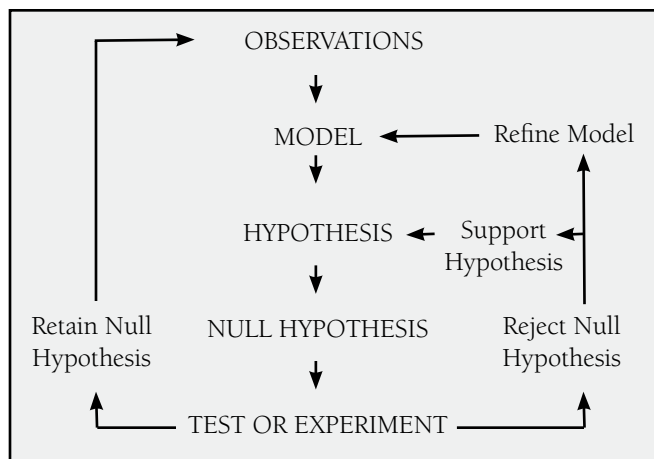 OBSERVATIONS
MODEL
Refine Model
HYPOTHESIS
Support
Hypothesis
Retain Null
Hypothesis
NULL HYPOTHESIS
Reject Null
Hypothesis
TEST OR EXPERIMENT